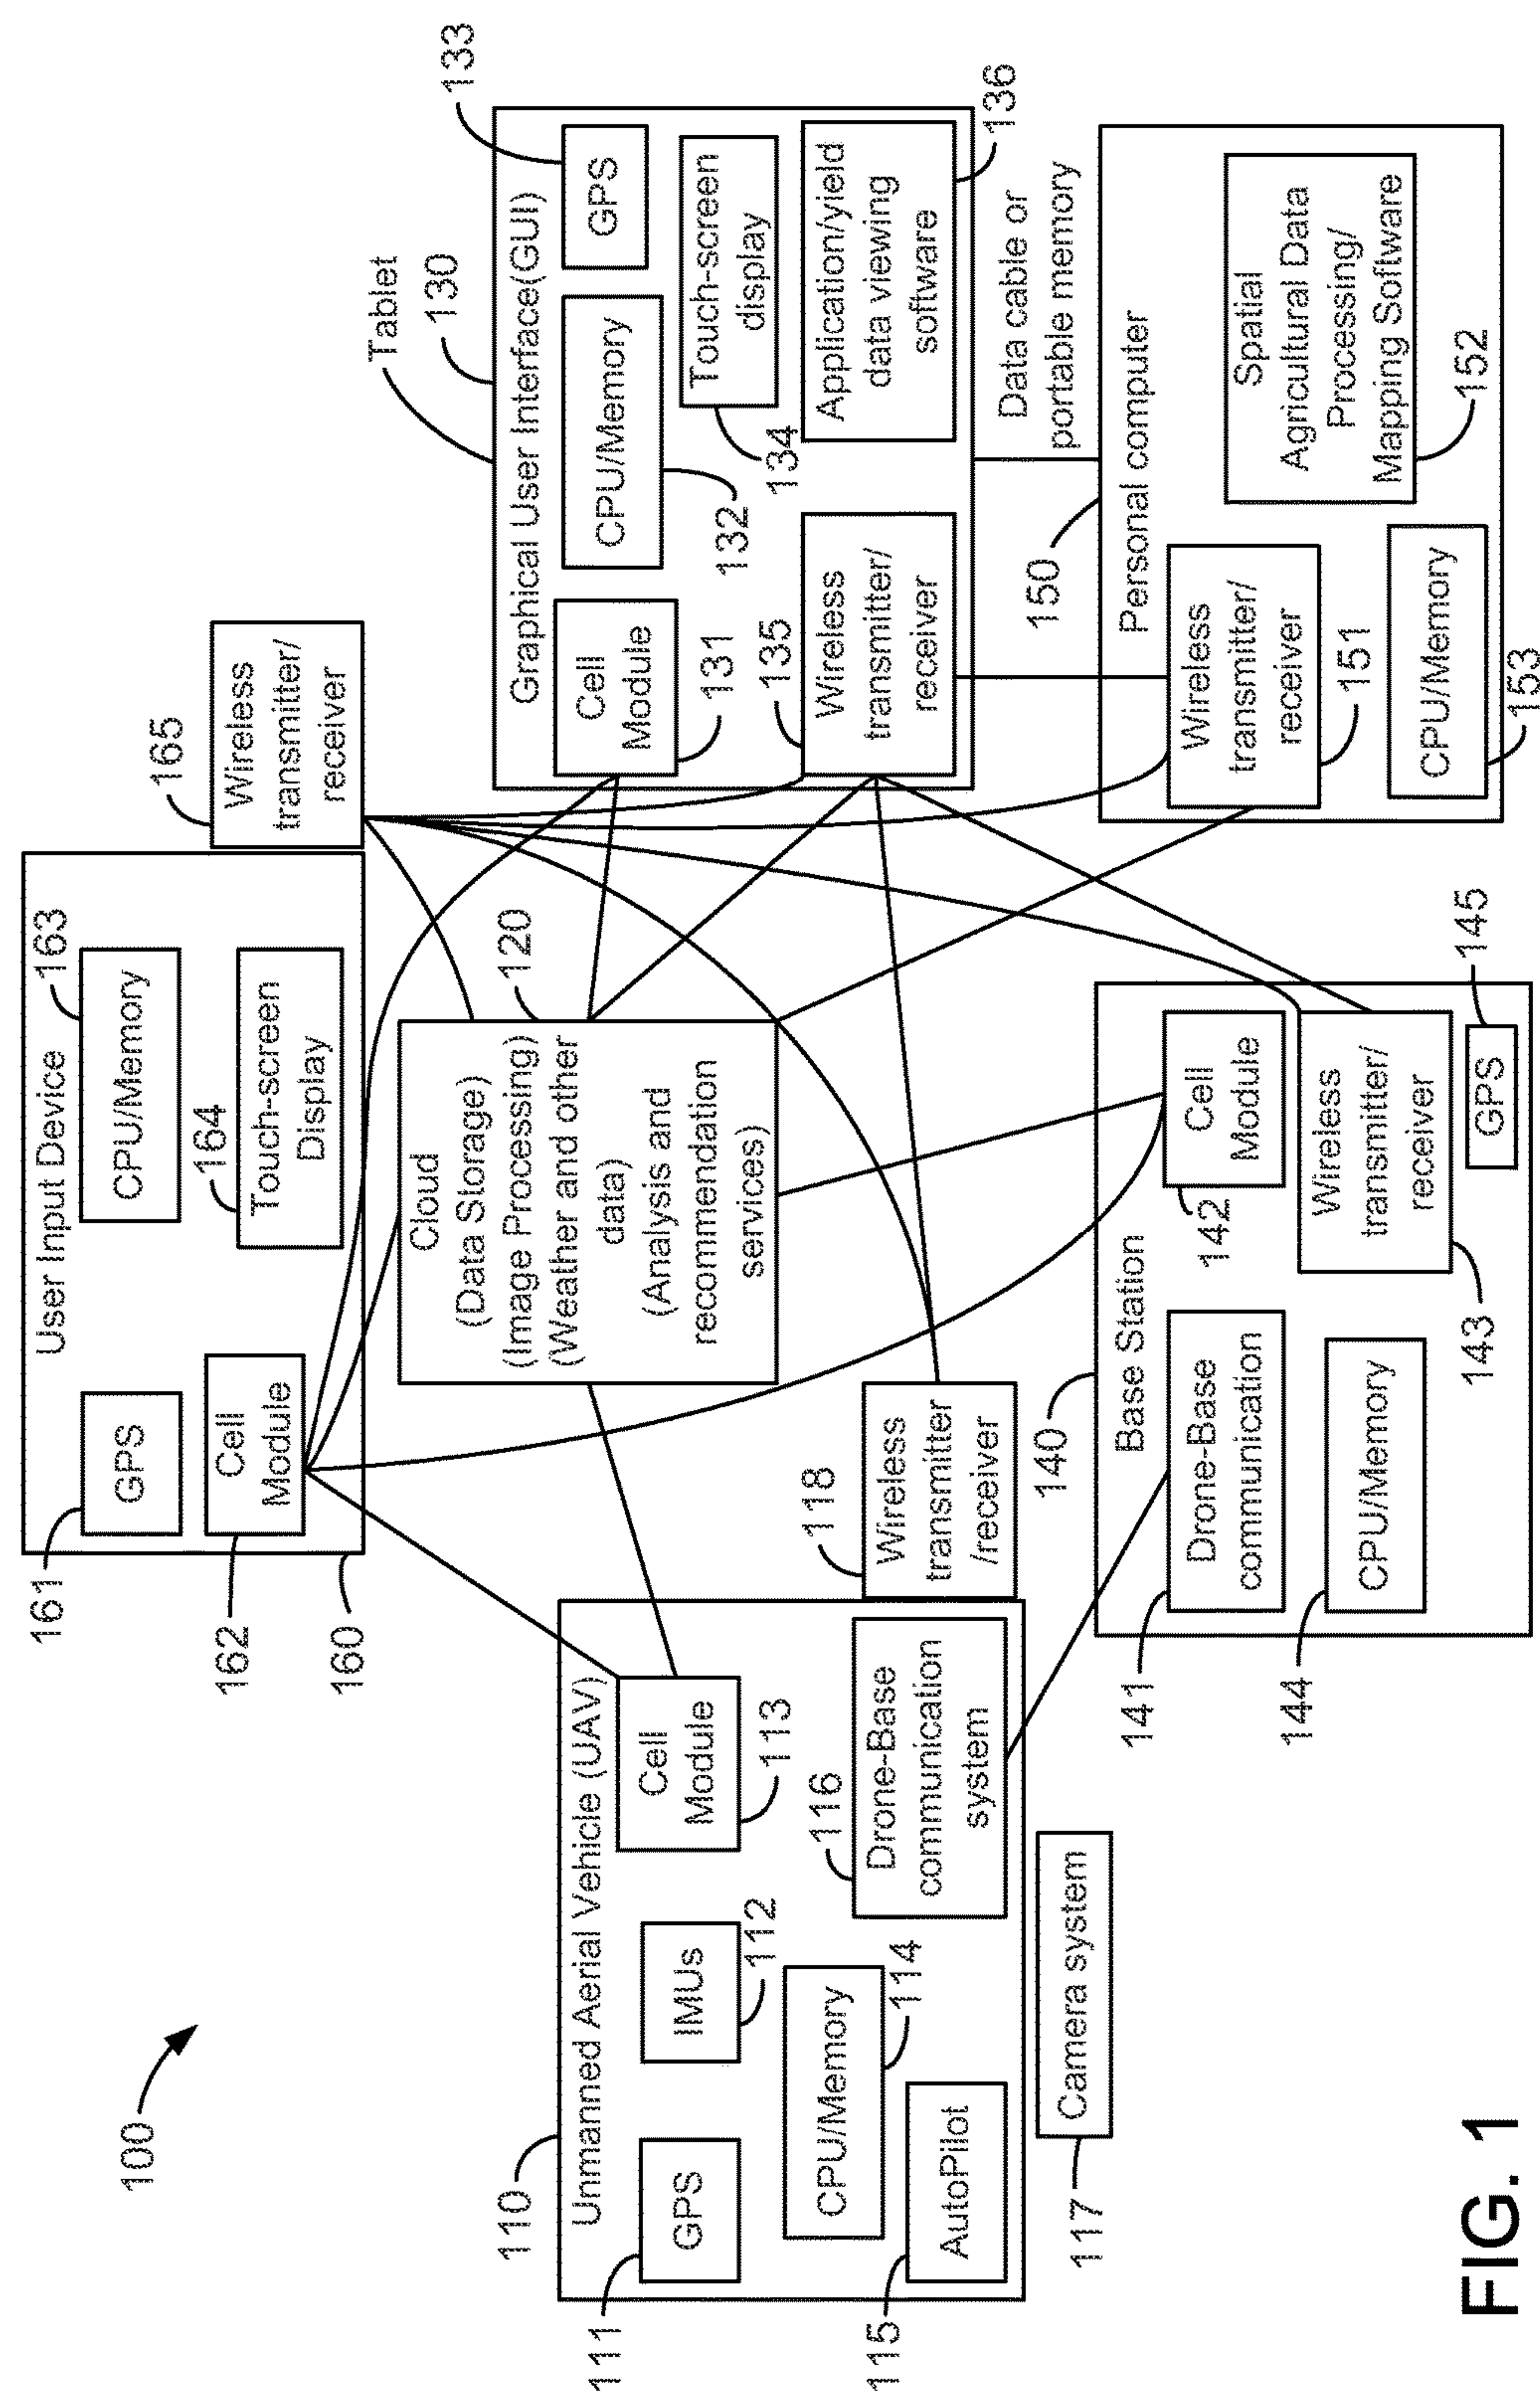 100
User Input Device
161
GPS
162
Cell
Module
160
163
CPU/Memory
164
Touch-screen
Display
165
Wireless
transmitter/
receiver
Tablet
130
Graphical User Interface(GUI)
133
GPS
Cell
Module
131
CPU/Memory
132
Touch-screen
display
134
135
Wireless
transmitter/
receiver
Application/yield
data viewing
software
136
120
Cloud
(Data Storage)
(Image Processing)
(Weather and other
data)
(Analysis and
recommendation
services)
110
Unmanned Aerial Vehicle (UAV)
111
GPS
IMUs
112
Cell
Module
113
CPU/Memory
114
115
AutoPilot
116
Drone-Base
communication
system
118
Wireless
transmitter
/receiver
117
Camera system
Data cable or
portable memory
140
Base Station
141
Drone-Base
communication
142
Cell
Module
144
CPU/Memory
143
Wireless
transmitter/
receiver
145
GPS
150
Personal computer
Wireless
transmitter/
receiver
151
Spatial
Agricultural Data
Processing/
Mapping Software
152
CPU/Memory
153
FIG. 1